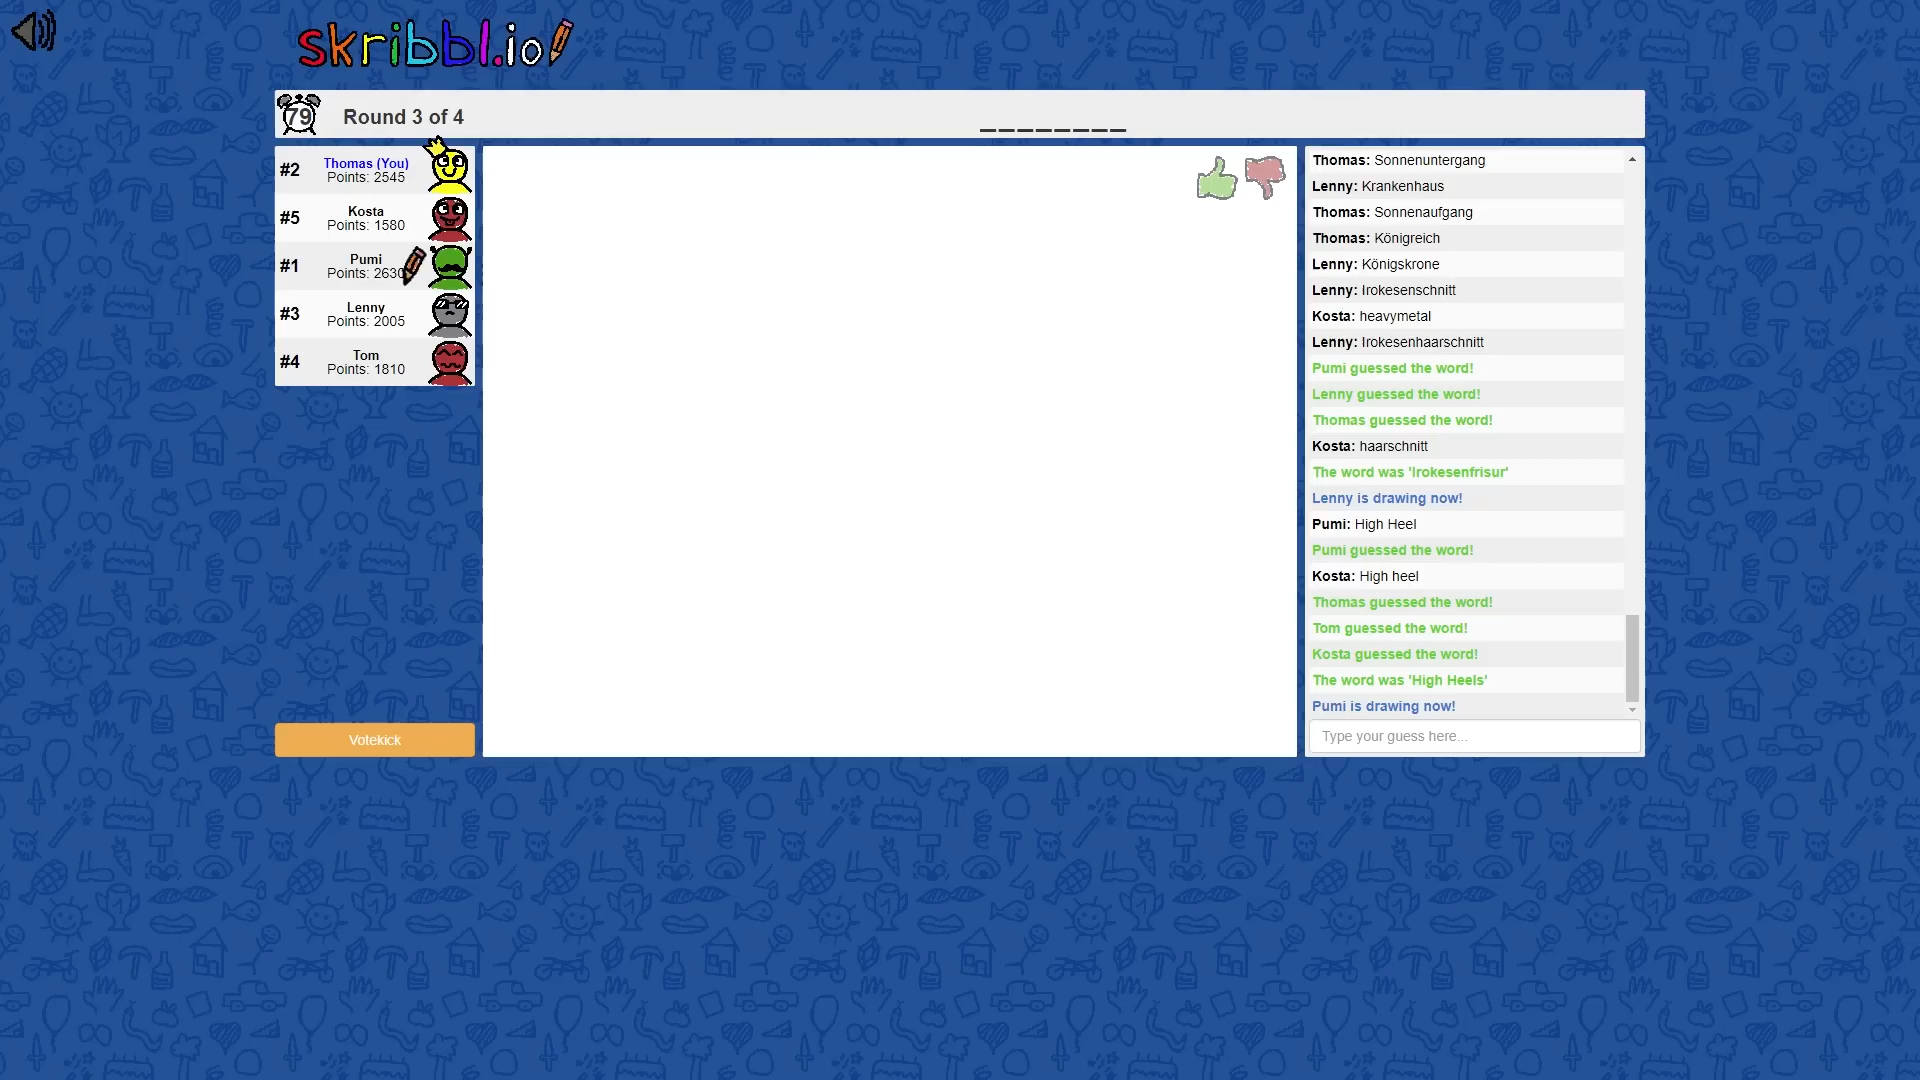 skribbl.io
79
Round 3 of 4
________
#2
Thomas (You)
Points: 2545
#5
Kosta
Points: 1580
#1
Pumi
Points: 2630
#3
Lenny
Points: 2005
#4
Tom
Points: 1810
Votekick
Thomas: Sonnenuntergang
Lenny: Krankenhaus
Thomas: Sonnenaufgang
Thomas: Königreich
Lenny: Königskrone
Lenny: Irokesenschnitt
Kosta: heavymetal
Lenny: Irokesenhaarschnitt
Pumi guessed the word!
Lenny guessed the word!
Thomas guessed the word!
Kosta: haarschnitt
The word was 'Irokesenfrisur'
Lenny is drawing now!
Pumi: High Heel
Pumi guessed the word!
Kosta: High heel
Thomas guessed the word!
Tom guessed the word!
Kosta guessed the word!
The word was 'High Heels'
Pumi is drawing now!
Type your guess here...